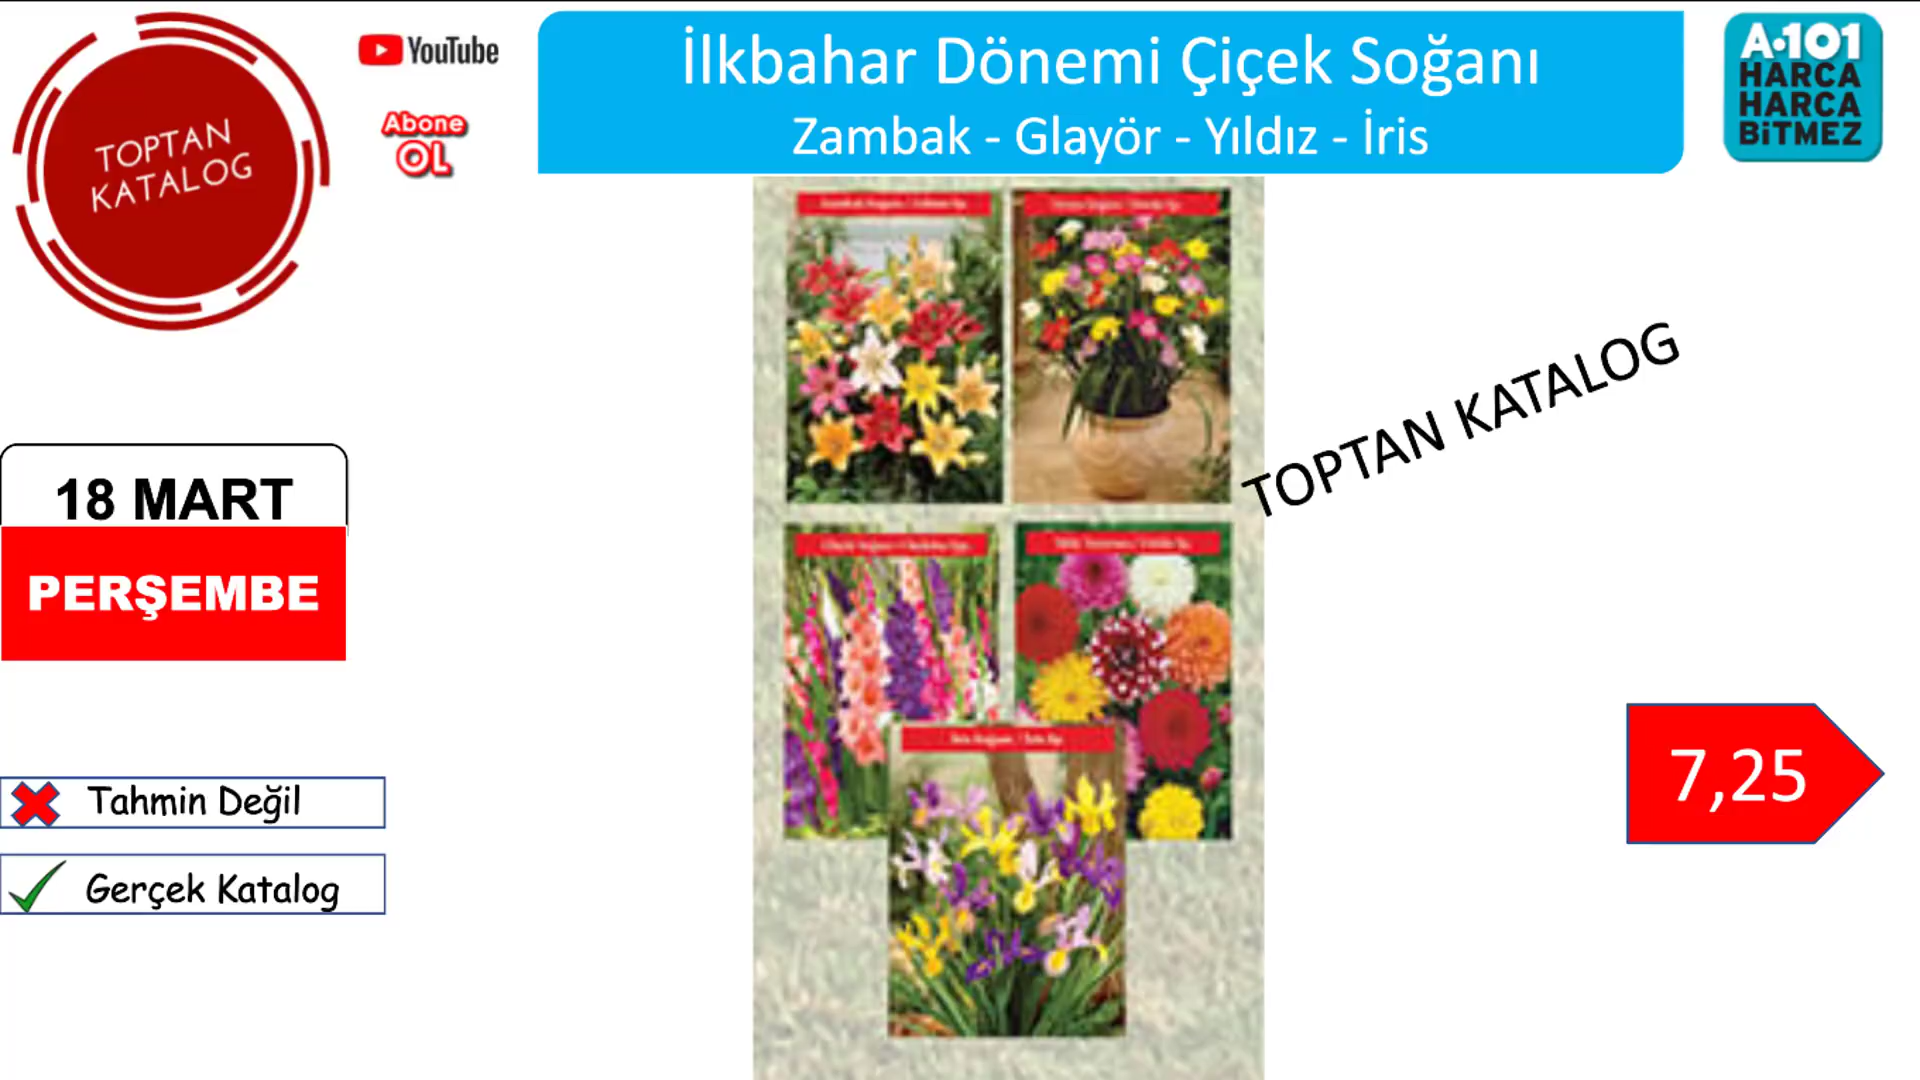 TOPTAN
KATALOG
YouTube
Abone
OL
İlkbahar Dönemi Çiçek Soğanı
Zambak - Glayör - Yıldız - İris
A·101
HARCA
HARCA
BİTMEZ
TOPTAN KATALOG
18 MART
PERŞEMBE
Tahmin Değil
Gerçek Katalog
7,25